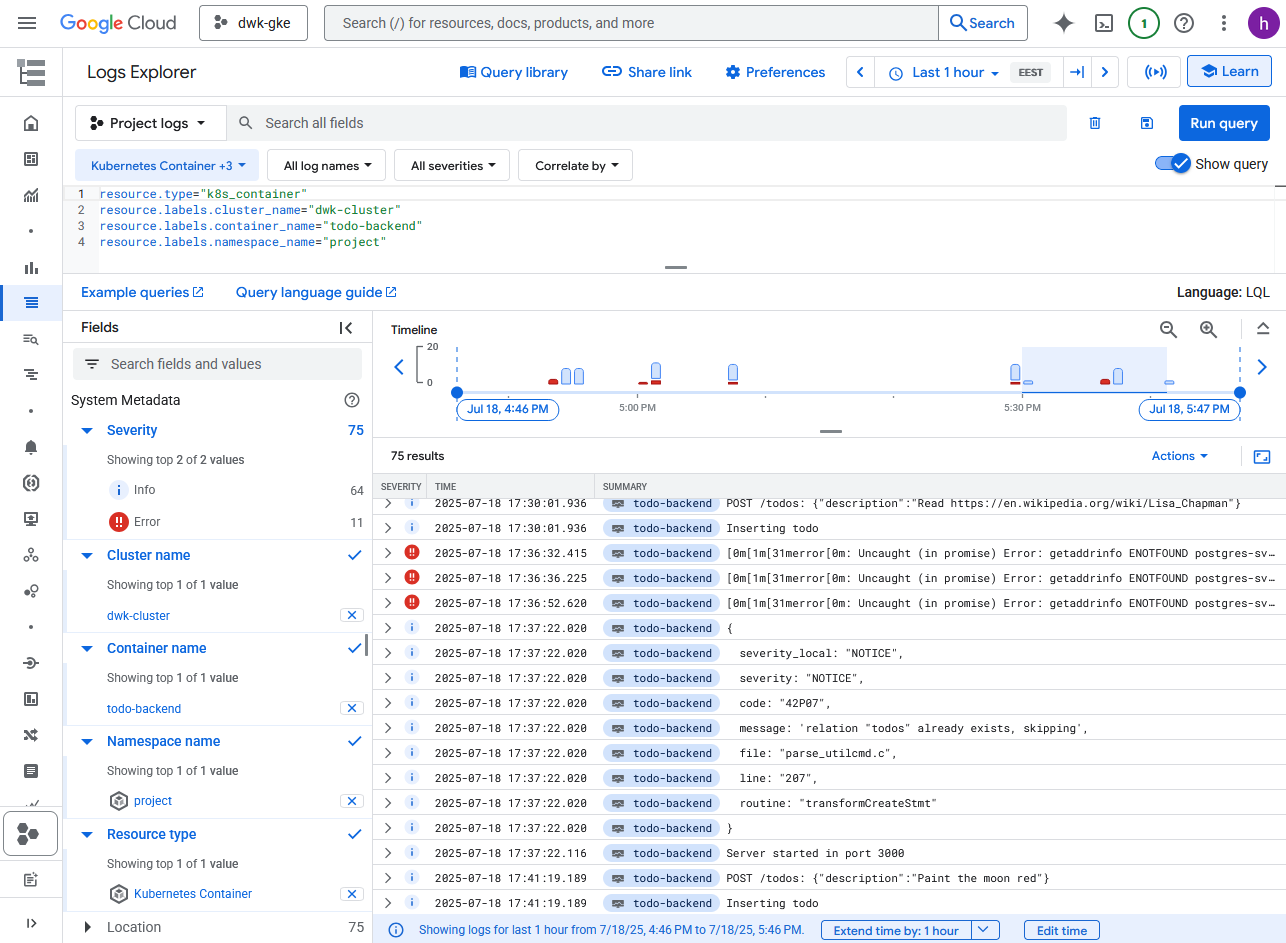 Google Cloud
dwk-gke
Search (/) for resources, docs, products, and more
Search
1
h
Logs Explorer
Query library
Share link
Preferences
Last 1 hour
EEST
Learn
Project logs
Search all fields
Run query
Kubernetes Container +3
All log names
All severities
Correlate by
Show query
1 resource.type="k8s_container"
2 resource.labels.cluster_name="dwk-cluster"
3 resource.labels.container_name="todo-backend"
4 resource.labels.namespace_name="project"
Example queries
Query language guide
Language: LQL
Fields
Search fields and values
System Metadata
Severity 75
Showing top 2 of 2 values
Info 64
Error 11
Cluster name
Showing top 1 of 1 value
dwk-cluster
Container name
Showing top 1 of 1 value
todo-backend
Namespace name
Showing top 1 of 1 value
project
Resource type
Showing top 1 of 1 value
Kubernetes Container
Location 75
Timeline
20
0
Jul 18, 4:46 PM
5:00 PM
5:30 PM
Jul 18, 5:47 PM
75 results
Actions
SEVERITY TIME SUMMARY
2025-07-18 17:30:01.936 todo-backend POST /todos: {"description":"Read https://en.wikipedia.org/wiki/Lisa_Chapman"}
2025-07-18 17:30:01.936 todo-backend Inserting todo
2025-07-18 17:36:32.415 todo-backend [0m[1m[31merror[0m: Uncaught (in promise) Error: getaddrinfo ENOTFOUND postgres-sv…
2025-07-18 17:36:36.225 todo-backend [0m[1m[31merror[0m: Uncaught (in promise) Error: getaddrinfo ENOTFOUND postgres-sv…
2025-07-18 17:36:52.620 todo-backend [0m[1m[31merror[0m: Uncaught (in promise) Error: getaddrinfo ENOTFOUND postgres-sv…
2025-07-18 17:37:22.020 todo-backend {
2025-07-18 17:37:22.020 todo-backend severity_local: "NOTICE",
2025-07-18 17:37:22.020 todo-backend severity: "NOTICE",
2025-07-18 17:37:22.020 todo-backend code: "42P07",
2025-07-18 17:37:22.020 todo-backend message: 'relation "todos" already exists, skipping',
2025-07-18 17:37:22.020 todo-backend file: "parse_utilcmd.c",
2025-07-18 17:37:22.020 todo-backend line: "207",
2025-07-18 17:37:22.020 todo-backend routine: "transformCreateStmt"
2025-07-18 17:37:22.020 todo-backend }
2025-07-18 17:37:22.116 todo-backend Server started in port 3000
2025-07-18 17:41:19.189 todo-backend POST /todos: {"description":"Paint the moon red"}
2025-07-18 17:41:19.189 todo-backend Inserting todo
Showing logs for last 1 hour from 7/18/25, 4:46 PM to 7/18/25, 5:46 PM.
Extend time by: 1 hour
Edit time